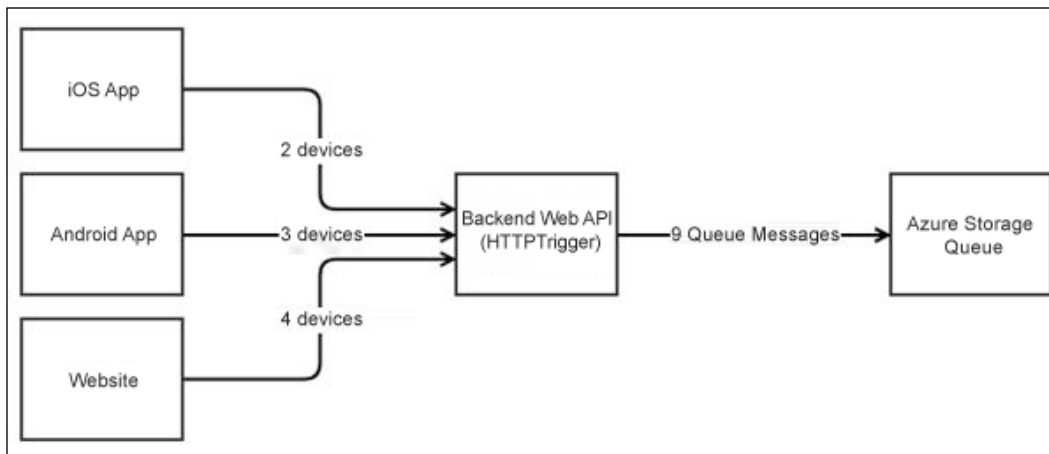 iOS App
2 devices
Android App
3 devices
Backend Web API
(HTTPTrigger)
9 Queue Messages
Azure Storage
Queue
4 devices
Website